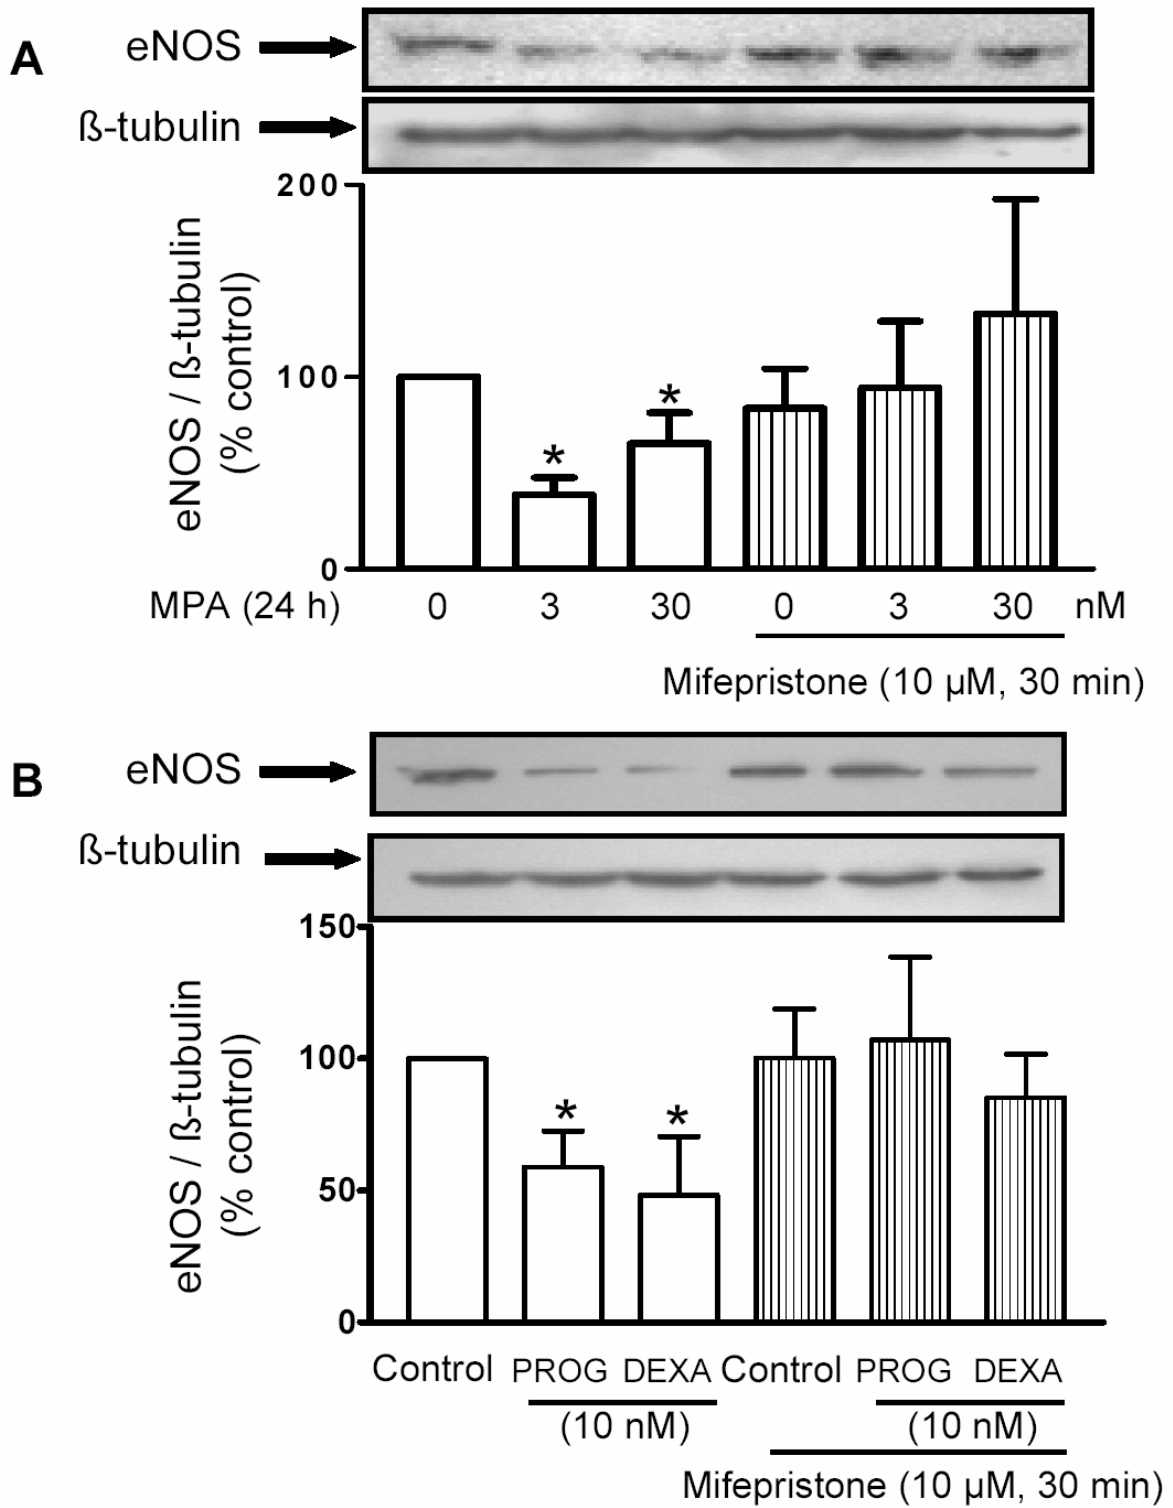 A
eNOS
ß-tubulin
200
100
0
eNOS / ß-tubulin
(% control)
*
*
MPA (24 h) 0 3 30 0 3 30 nM
Mifepristone (10 µM, 30 min)
B
eNOS
ß-tubulin
150
100
50
0
eNOS / ß-tubulin
(% control)
*
*
Control PROG DEXA Control PROG DEXA
(10 nM) (10 nM)
Mifepristone (10 µM, 30 min)